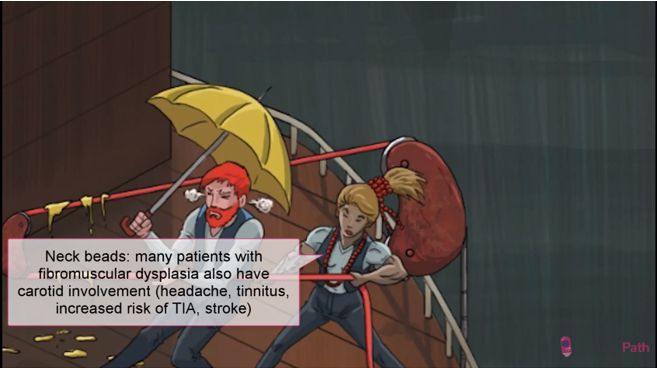 Neck beads: many patients with
fibromuscular dysplasia also have
carotid involvement (headache, tinnitus,
increased risk of TIA, stroke)
Path